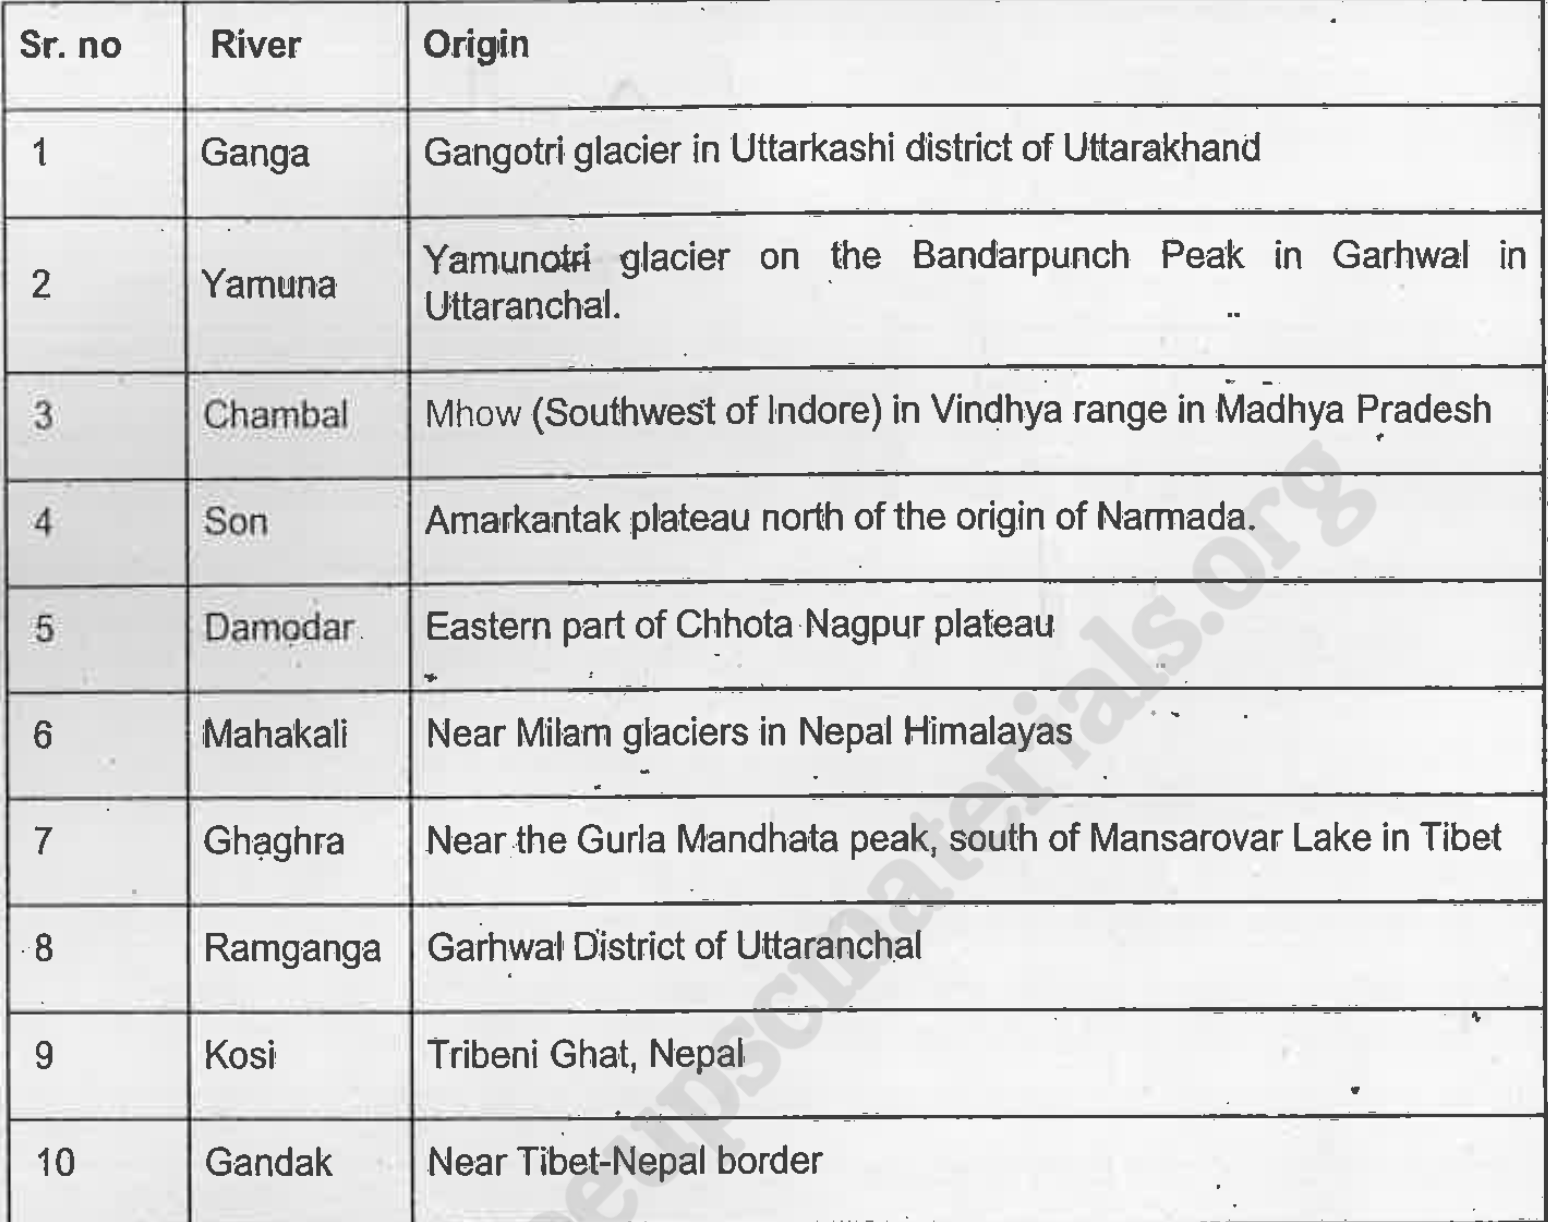 Sr. no River Origin
1 Ganga Gangotri glacier in Uttarkashi district of Uttarakhand
2 Yamuna Yamunotri glacier on the Bandarpunch Peak in Garhwal in
Uttaranchal.
3 Chambal Mhow (Southwest of Indore) in Vindhya range in Madhya Pradesh
4 Son Amarkantak plateau north of the origin of Narmada.
5 Damodar Eastern part of Chhota Nagpur plateau
6 Mahakali Near Milam glaciers in Nepal Himalayas
7 Ghaghra Near the Gurla Mandhata peak, south of Mansarovar Lake in Tibet
8 Ramganga Garhwal District of Uttaranchal
9 Kosi Tribeni Ghat, Nepal
10 Gandak Near Tibet-Nepal border
eeupscmaterials.org